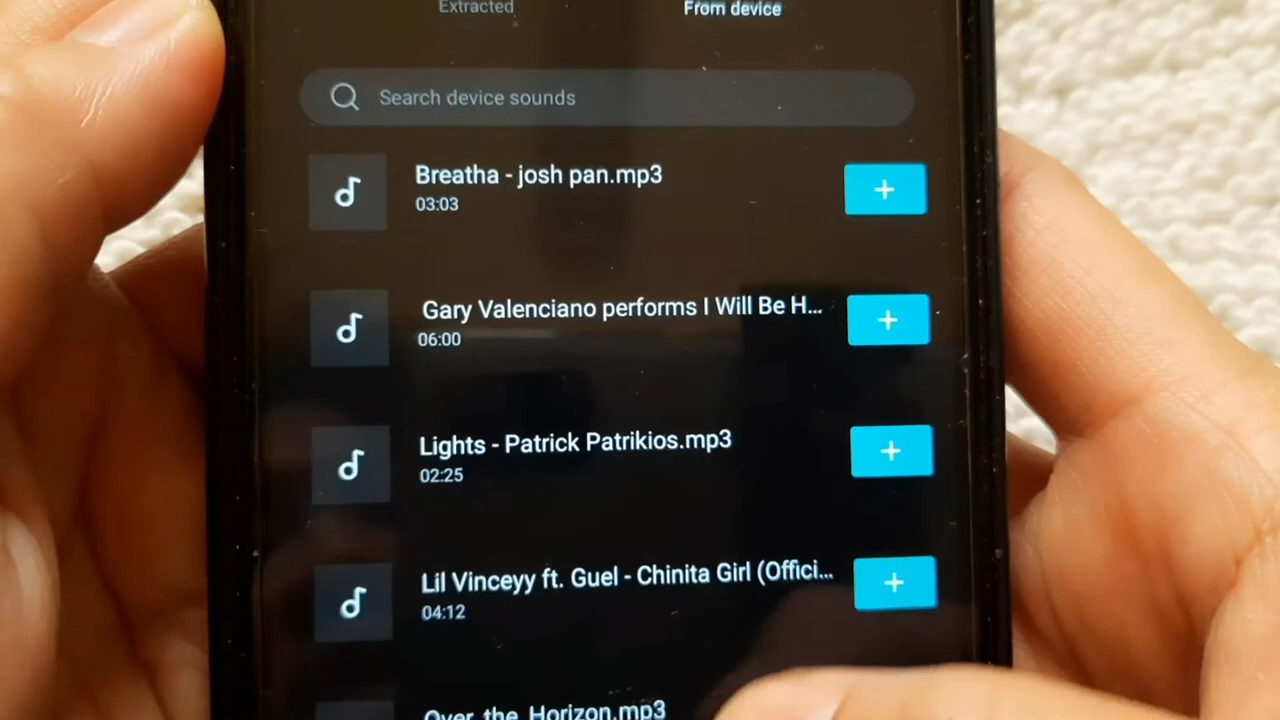 Extracted
From device
Search device sounds
Breatha - josh pan.mp3
03:03
Gary Valenciano performs I Will Be H...
06:00
Lights - Patrick Patrikios.mp3
02:25
Lil Vinceyy ft. Guel - Chinita Girl (Offici...
04:12
Over the Horizon.mp3